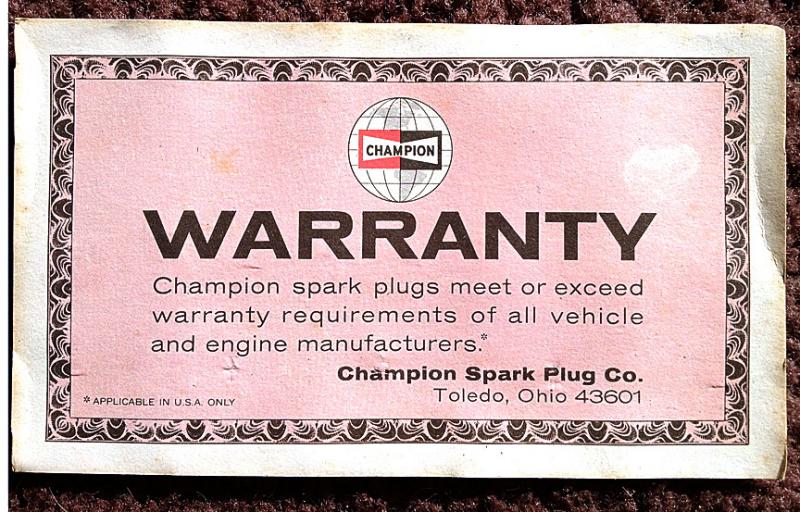 CHAMPION
WARRANTY
Champion spark plugs meet or exceed
warranty requirements of all vehicle
and engine manufacturers.*
Champion Spark Plug Co.
Toledo, Ohio 43601
* APPLICABLE IN U.S.A. ONLY